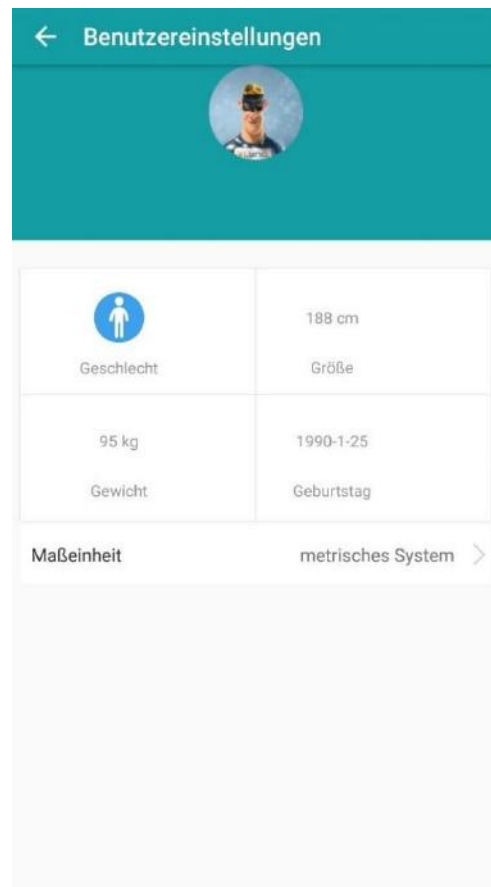 Benutzereinstellungen
188 cm
Geschlecht
Größe
95 kg
1990-1-25
Gewicht
Geburtstag
Maßeinheit
metrisches System